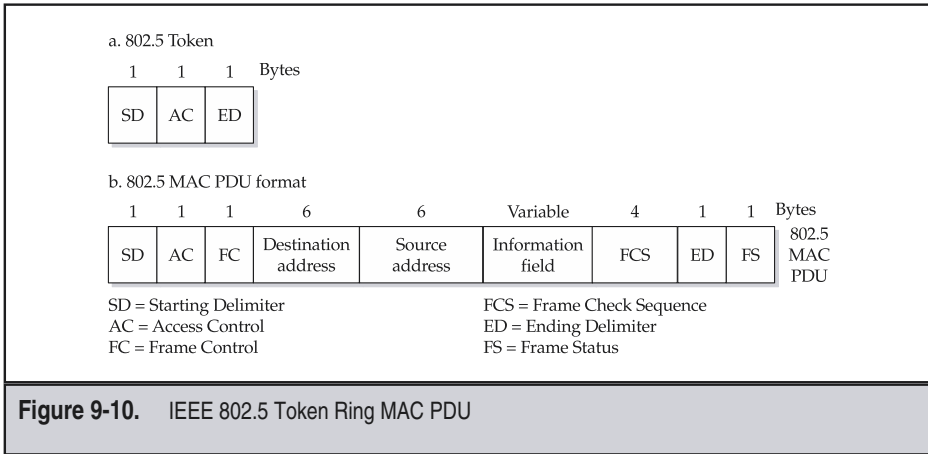 a. 802.5 Token
1 1 1 Bytes
SD AC ED
b. 802.5 MAC PDU format
1 1 1 6 6 Variable 4 1 1 Bytes
SD AC FC Destination address Source address Information field FCS ED FS 802.5 MAC PDU
SD = Starting Delimiter
AC = Access Control
FC = Frame Control
FCS = Frame Check Sequence
ED = Ending Delimiter
FS = Frame Status
Figure 9-10. IEEE 802.5 Token Ring MAC PDU